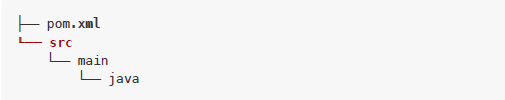 ├── pom.xml
└── src
    └── main
        └── java